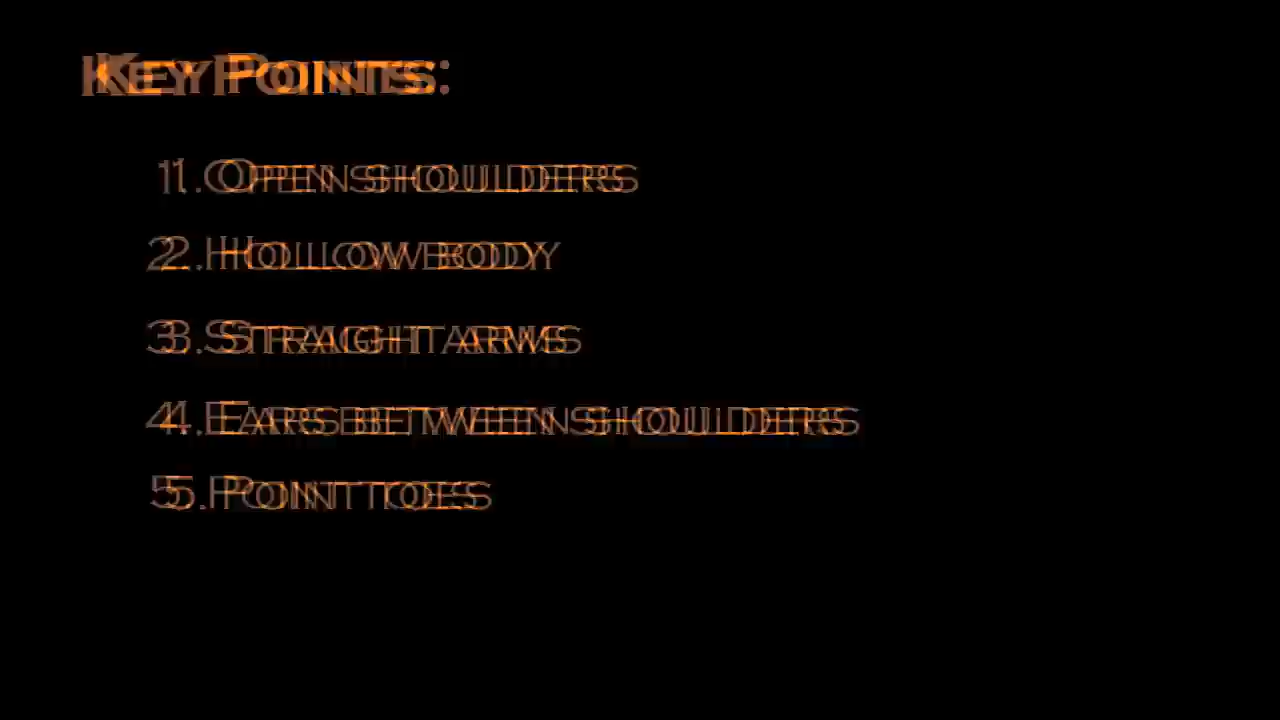 Key Points:
1. Open shoulders
2. Hollow body
3. Straight arms
4. Ears between shoulders
5. Point toes